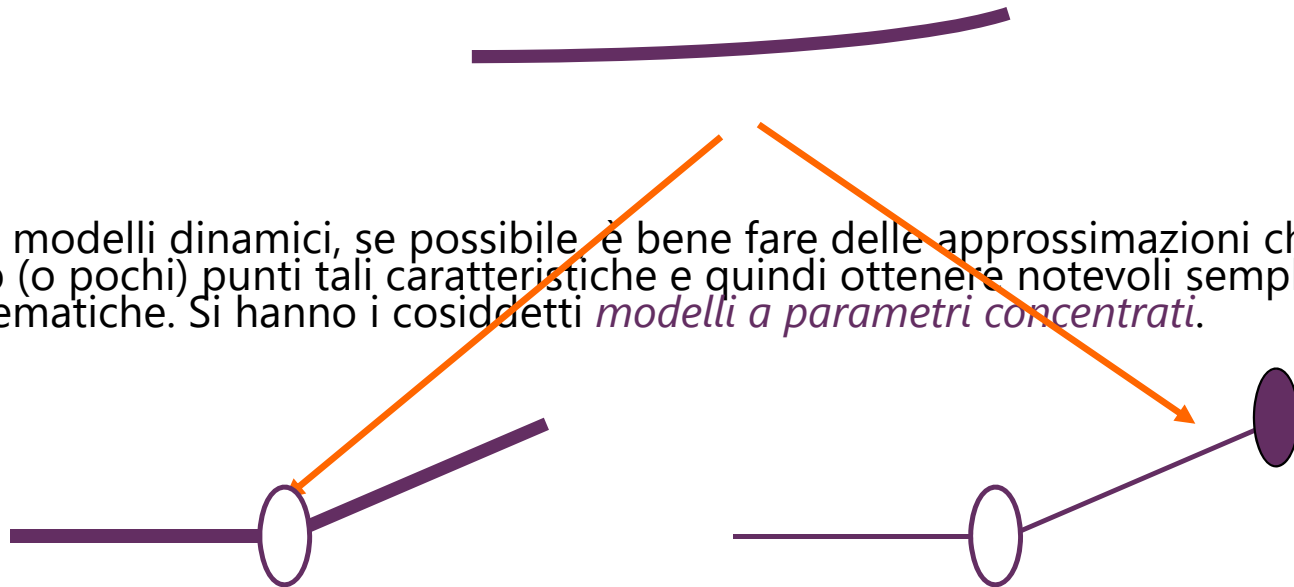 modelli dinamici, se possibile, è bene fare delle approssimazioni ch
o (o pochi) punti tali caratteristiche e quindi ottenere notevoli sempl
ematiche. Si hanno i cosiddetti modelli a parametri concentrati.